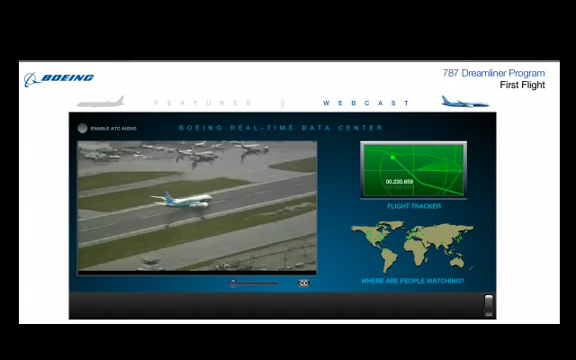 BOEING
787 Dreamliner Program
First Flight
FEATURES
WEBCAST
ENABLE ATC AUDIO
BOEING REAL-TIME DATA CENTER
00.230.650
FLIGHT TRACKER
WHERE ARE PEOPLE WATCHING?